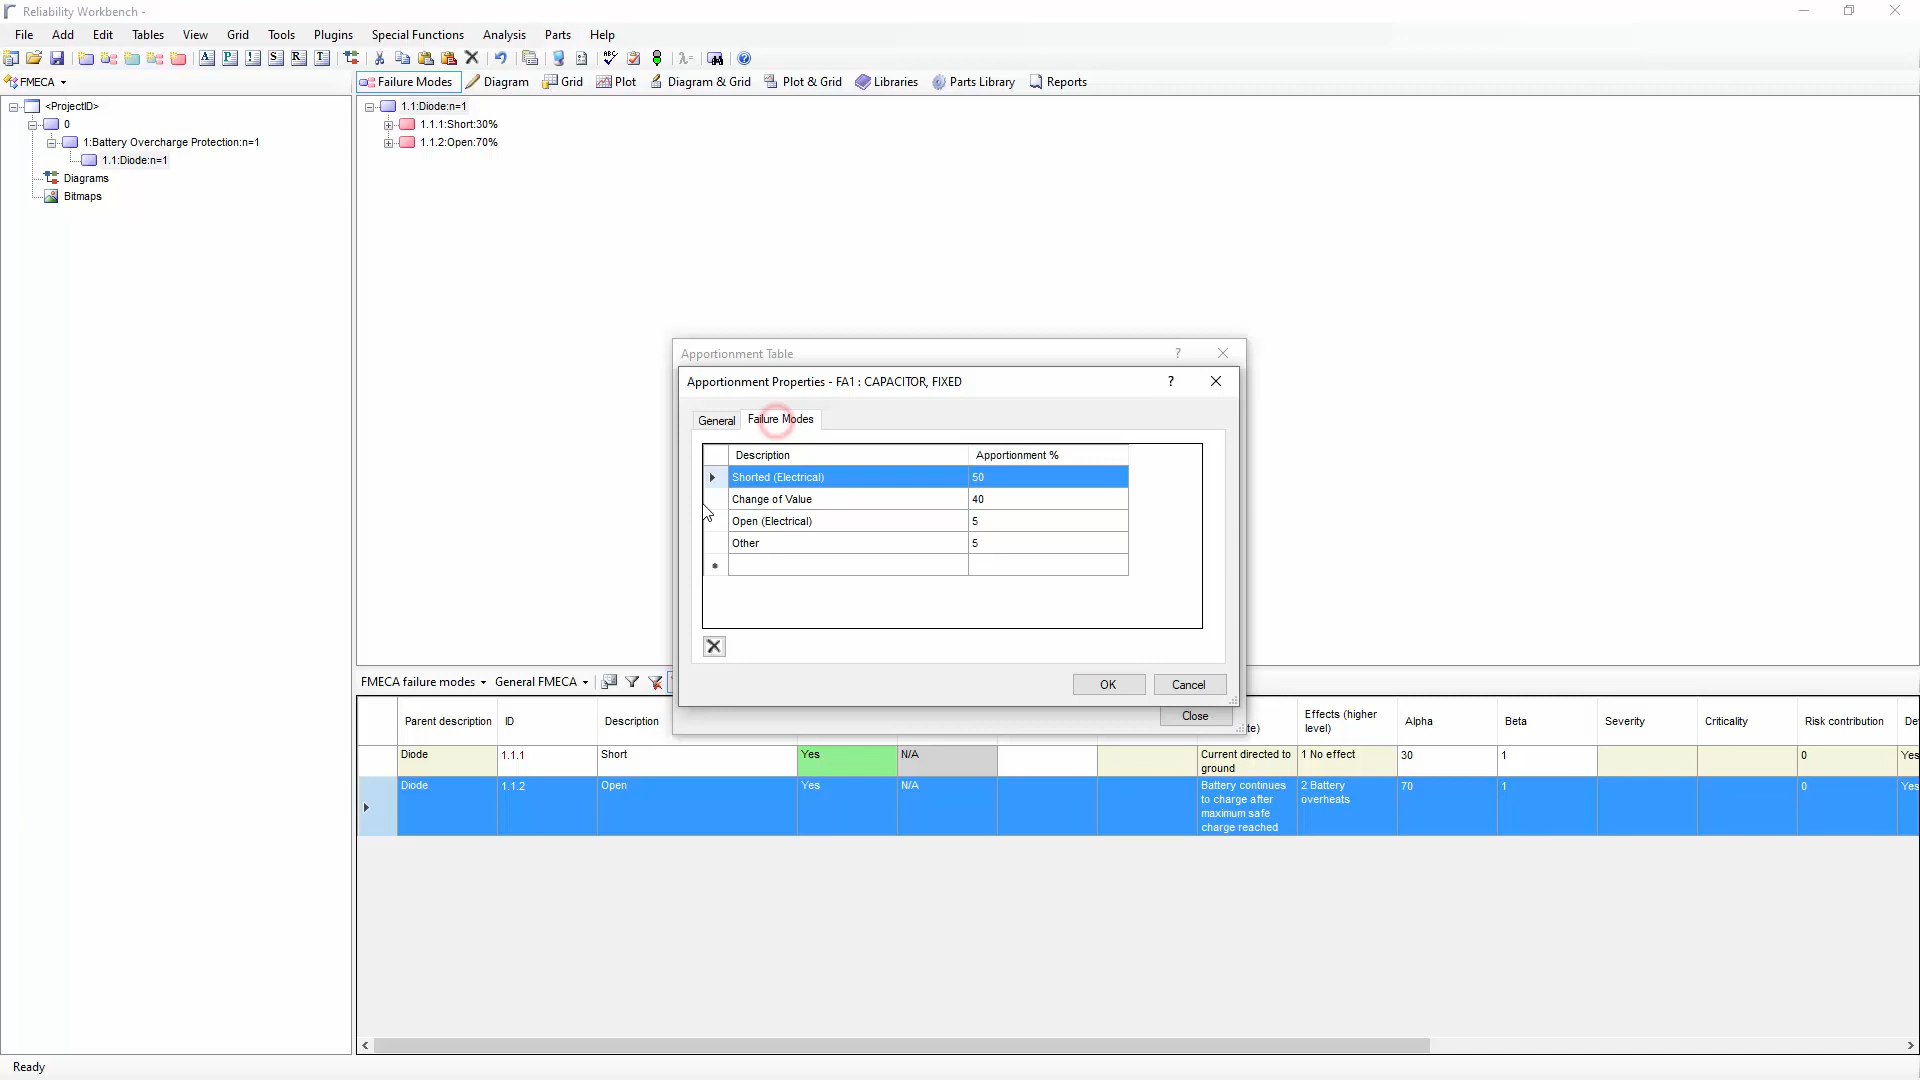 Reliability Workbench -
File Add Edit Tables View Grid Tools Plugins Special Functions Analysis Parts Help
FMECA
Failure Modes Diagram Grid Plot Diagram & Grid Plot & Grid Libraries Parts Library Reports
<ProjectID>
0
1:Battery Overcharge Protection:n=1
1.1:Diode:n=1
Diagrams
Bitmaps
1.1:Diode:n=1
1.1.1:Short:30%
1.1.2:Open:70%
Apportionment Table ?
Apportionment Properties - FA1 : CAPACITOR, FIXED ?
General Failure Modes
Description Apportionment %
Shorted (Electrical) 50
Change of Value 40
Open (Electrical) 5
Other 5
OK Cancel
Close
FMECA failure modes General FMECA
Parent description ID Description te) Effects (higher level) Alpha Beta Severity Criticality Risk contribution De
Diode 1.1.1 Short Yes N/A Current directed to ground 1 No effect 30 1 0 Yes
Diode 1.1.2 Open Yes N/A Battery continues to charge after maximum safe charge reached 2 Battery overheats 70 1 0 Yes
Ready